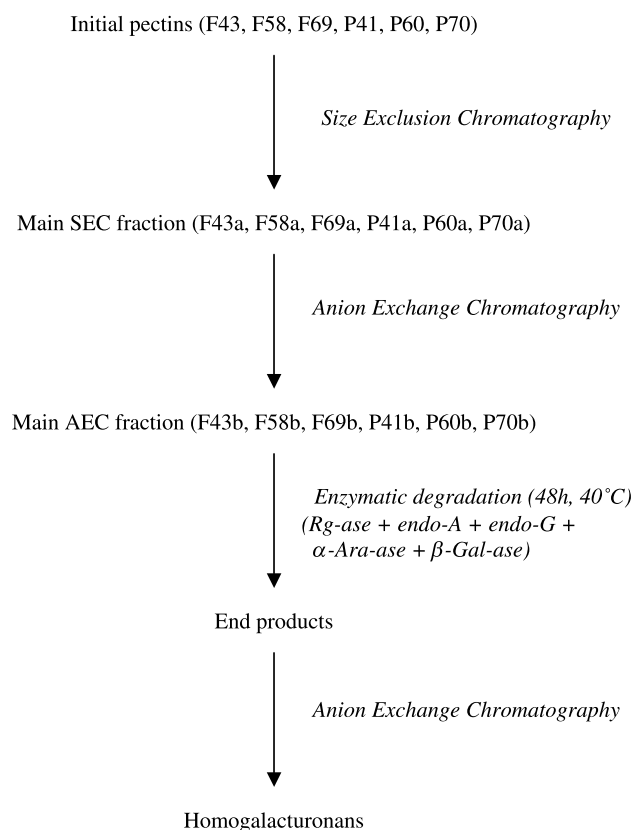 Initial pectins (F43, F58, F69, P41, P60, P70)
Size Exclusion Chromatography
Main SEC fraction (F43a, F58a, F69a, P41a, P60a, P70a)
Anion Exchange Chromatography
Main AEC fraction (F43b, F58b, F69b, P41b, P60b, P70b)
Enzymatic degradation (48h, 40˚C)
(Rg-ase + endo-A + endo-G +
α-Ara-ase + β-Gal-ase)
End products
Anion Exchange Chromatography
Homogalacturonans